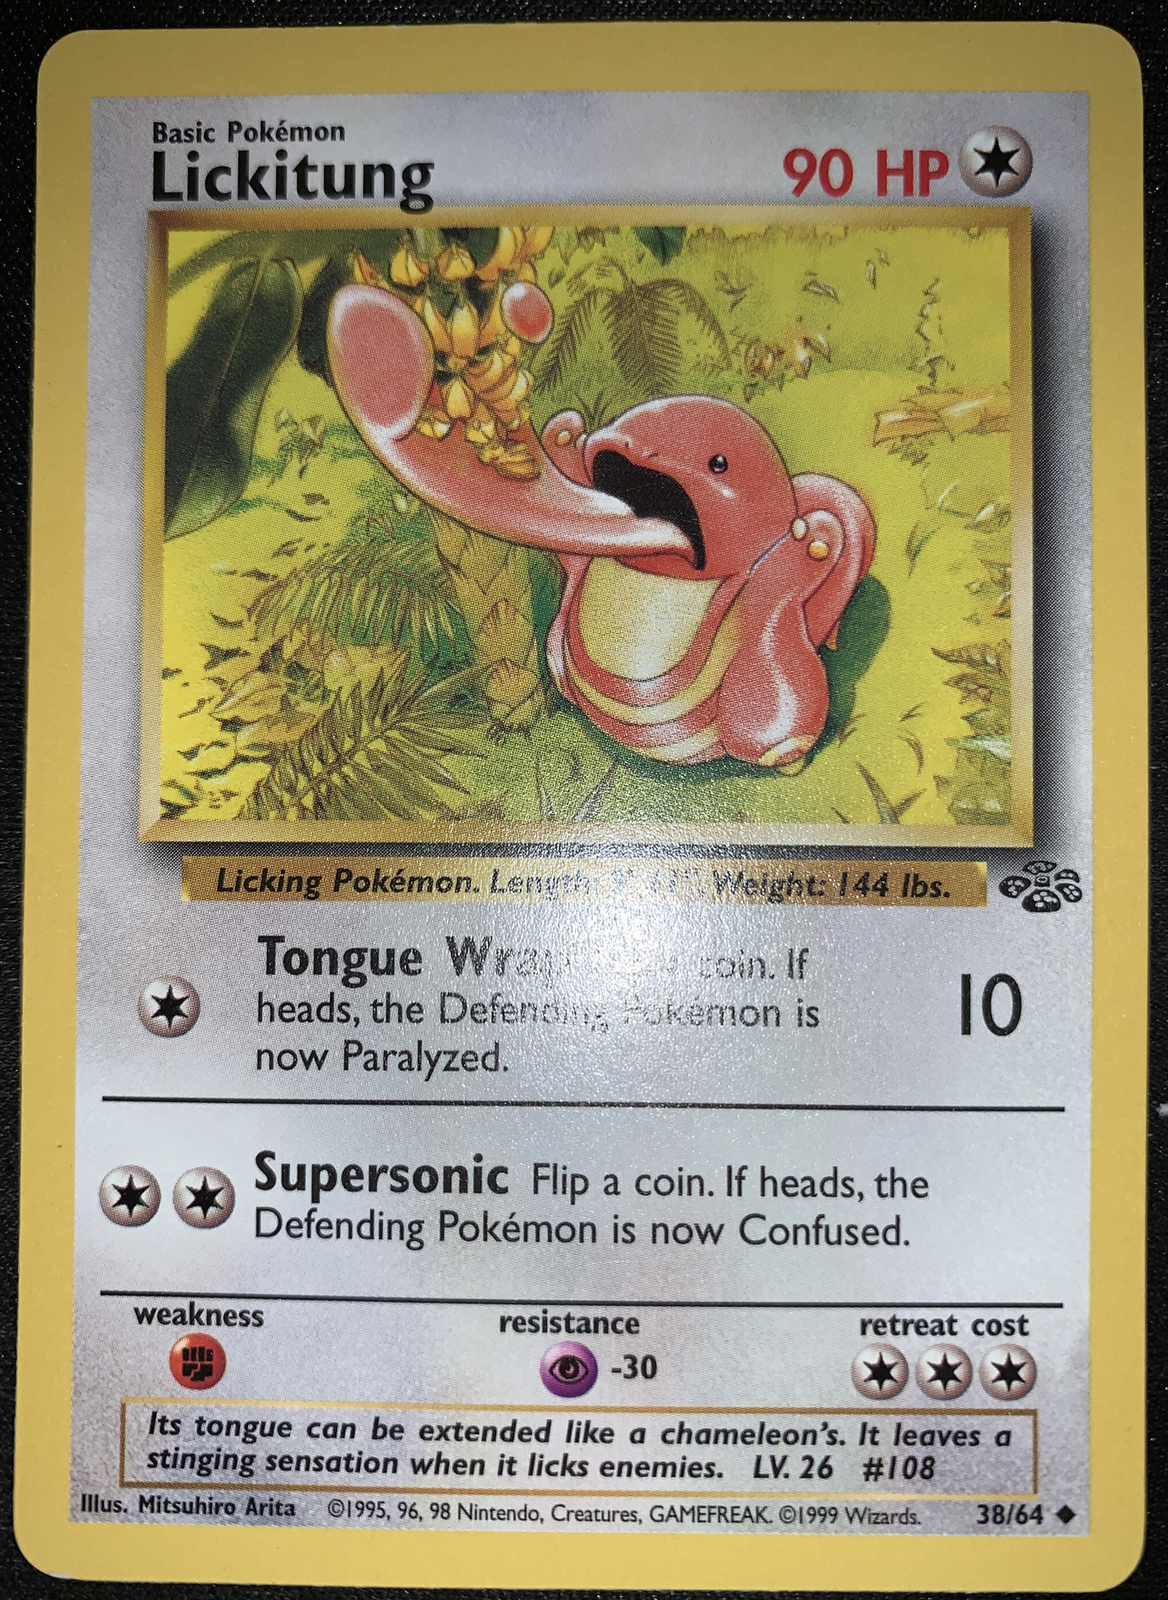 Basic Pokémon
Lickitung
90 HP
Licking Pokémon. Length: Weight: 144 lbs.
Tongue Wrap coin. If
heads, the Defending Pokémon is
now Paralyzed.
10
Supersonic Flip a coin. If heads, the
Defending Pokémon is now Confused.
weakness
resistance
retreat cost
-30
Its tongue can be extended like a chameleon's. It leaves a
stinging sensation when it licks enemies. LV. 26 #108
Illus. Mitsuhiro Arita ©1995, 96, 98 Nintendo, Creatures, GAMEFREAK. ©1999 Wizards. 38/64